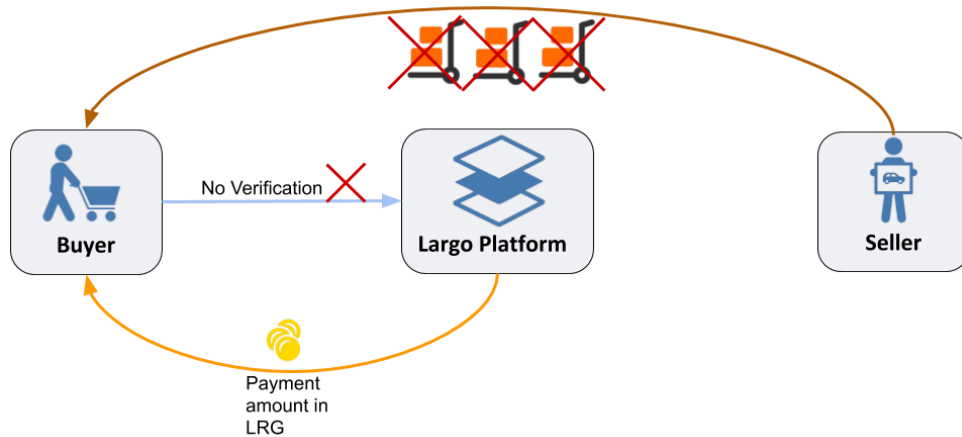 No Verification
Buyer
Largo Platform
Seller
Payment
amount in
LRG